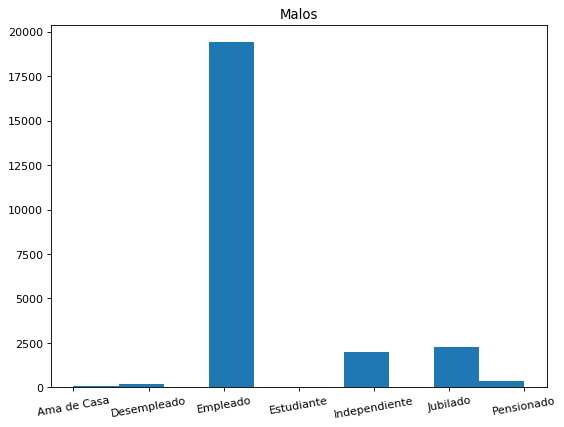 Malos
20000
17500
15000
12500
10000
7500
5000
2500
0
Ama de Casa
Desempleado
Empleado
Estudiante
Independiente
Jubilado
Pensionado